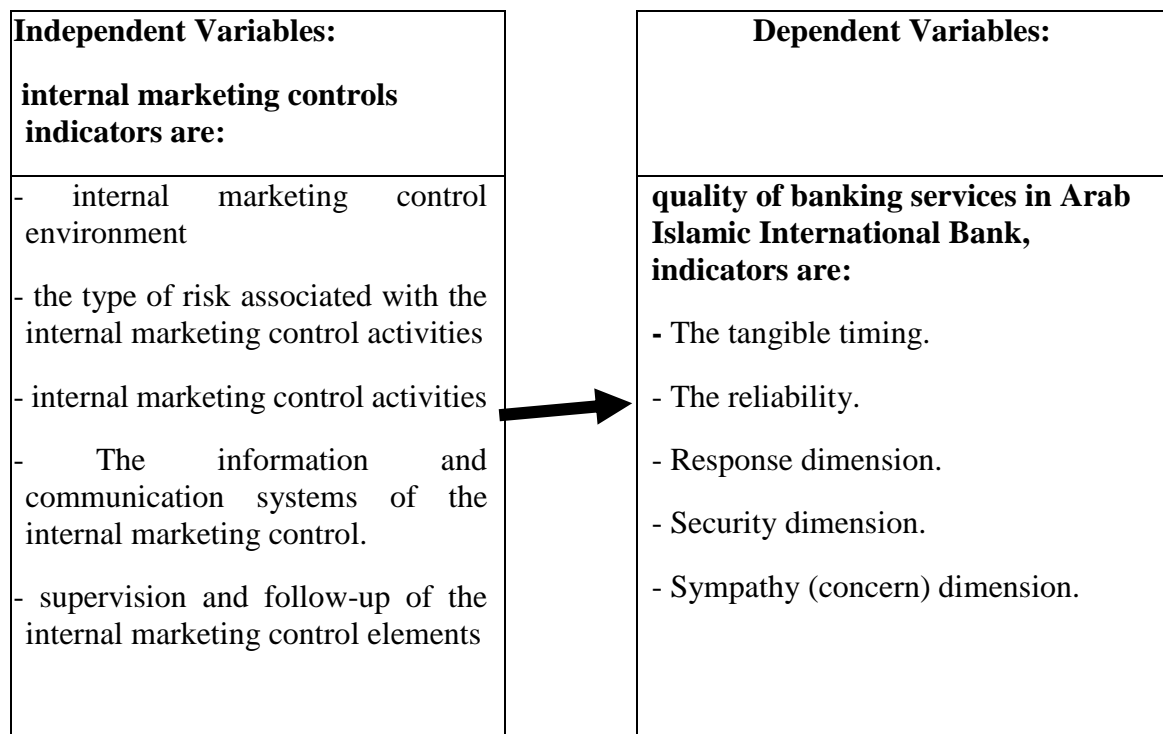 Independent Variables:
internal marketing controls
indicators are:
- internal marketing control
environment
- the type of risk associated with the
internal marketing control activities
- internal marketing control activities
- The information and
communication systems of the
internal marketing control.
- supervision and follow-up of the
internal marketing control elements
Dependent Variables:
quality of banking services in Arab
Islamic International Bank,
indicators are:
- The tangible timing.
- The reliability.
- Response dimension.
- Security dimension.
- Sympathy (concern) dimension.